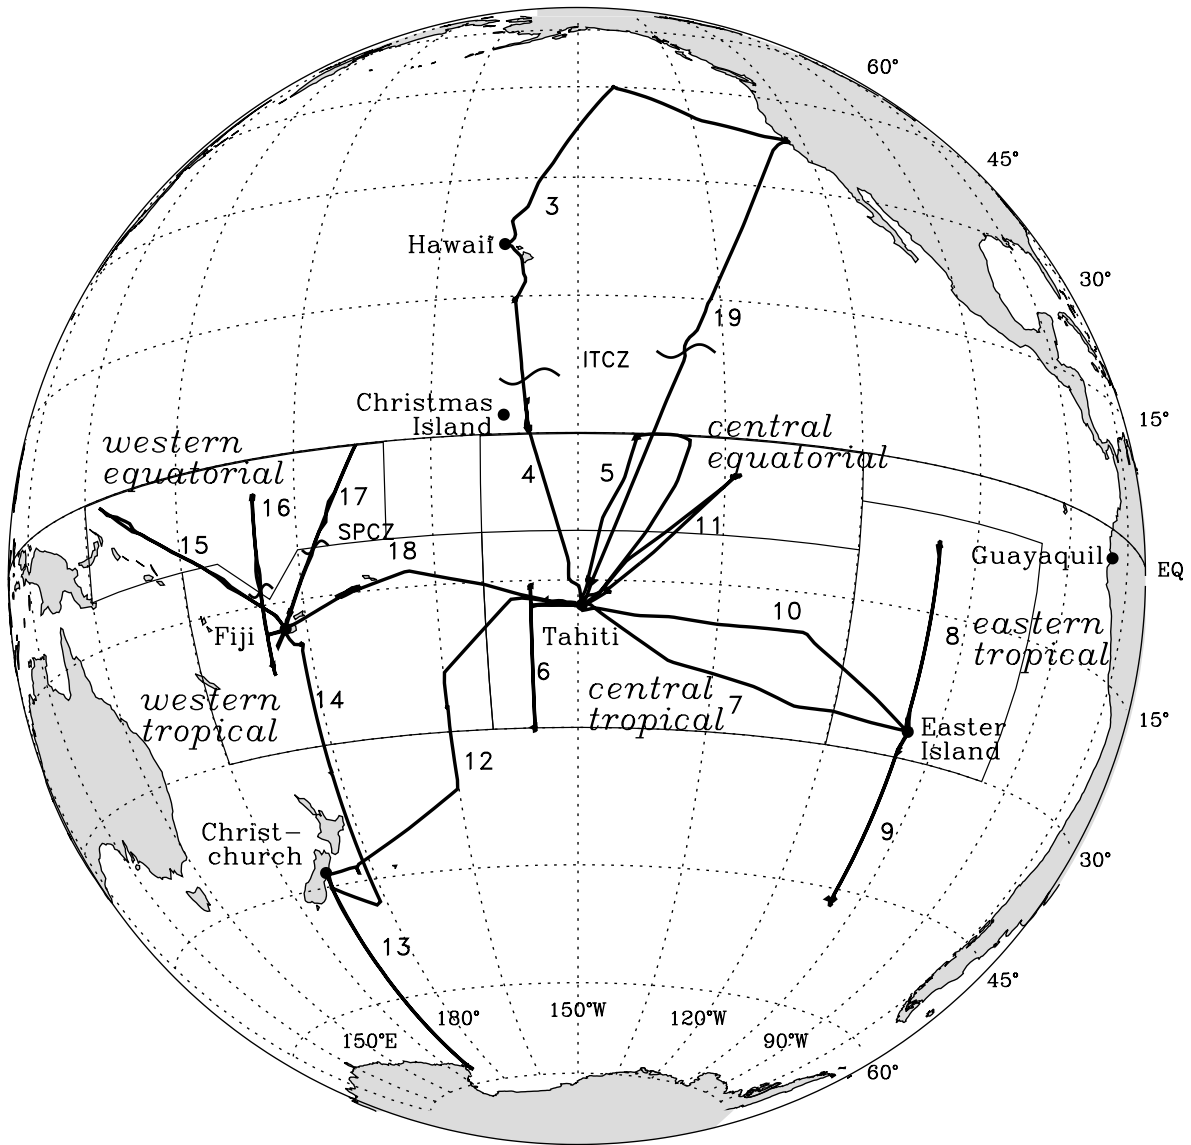 60°
45°
3
Hawaii
30°
19
ITCZ
Christmas
Island
15°
western
equatorial
central
equatorial
4
5
16
17
SPCZ
11
15
18
Guayaquil
EQ
10
Fiji
Tahiti
8
eastern
tropical
6
western
tropical
14
central
tropical
7
15°
Easter
Island
12
Christ-
church
9
30°
13
45°
150°E
180°
150°W
120°W
90°W
60°